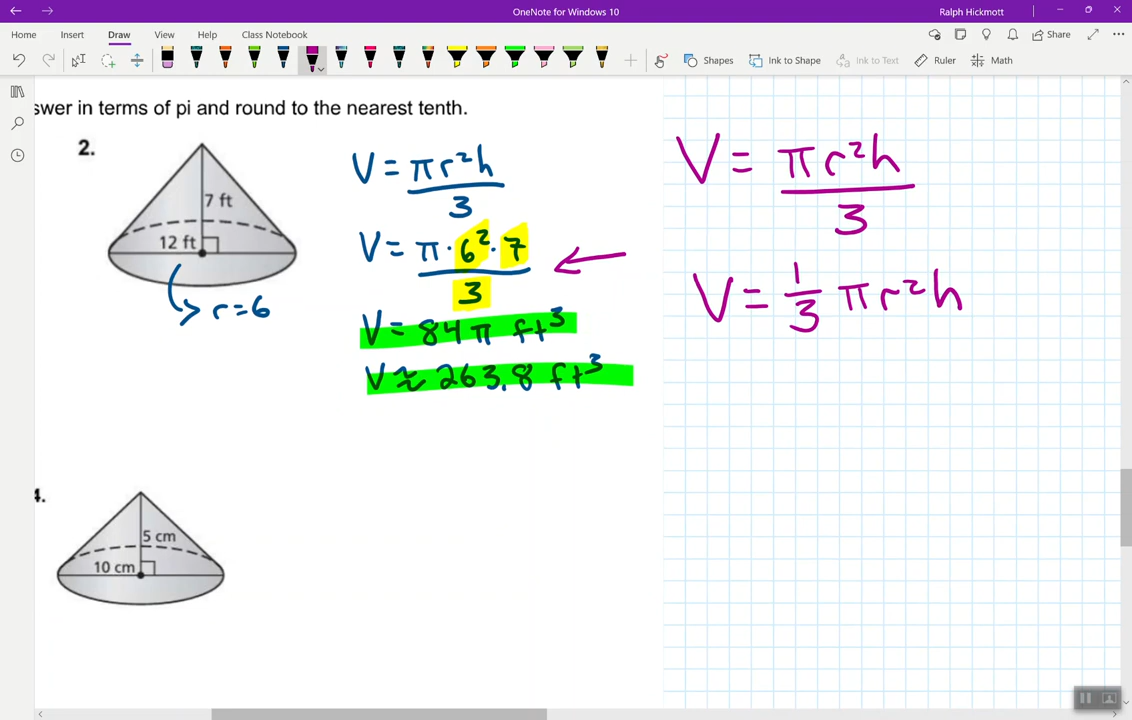 OneNote for Windows 10
Ralph Hickmott
Home Insert Draw View Help Class Notebook
Share
Shapes Ink to Shape Ink to Text Ruler Math
swer in terms of pi and round to the nearest tenth.
2.
7 ft
12 ft
r=6
V = πr²h
3
V = π · 6² · 7
3
V = 84π ft³
V ≈ 263.8 ft³
V = πr²h
3
V = 1/3 πr²h
4.
5 cm
10 cm